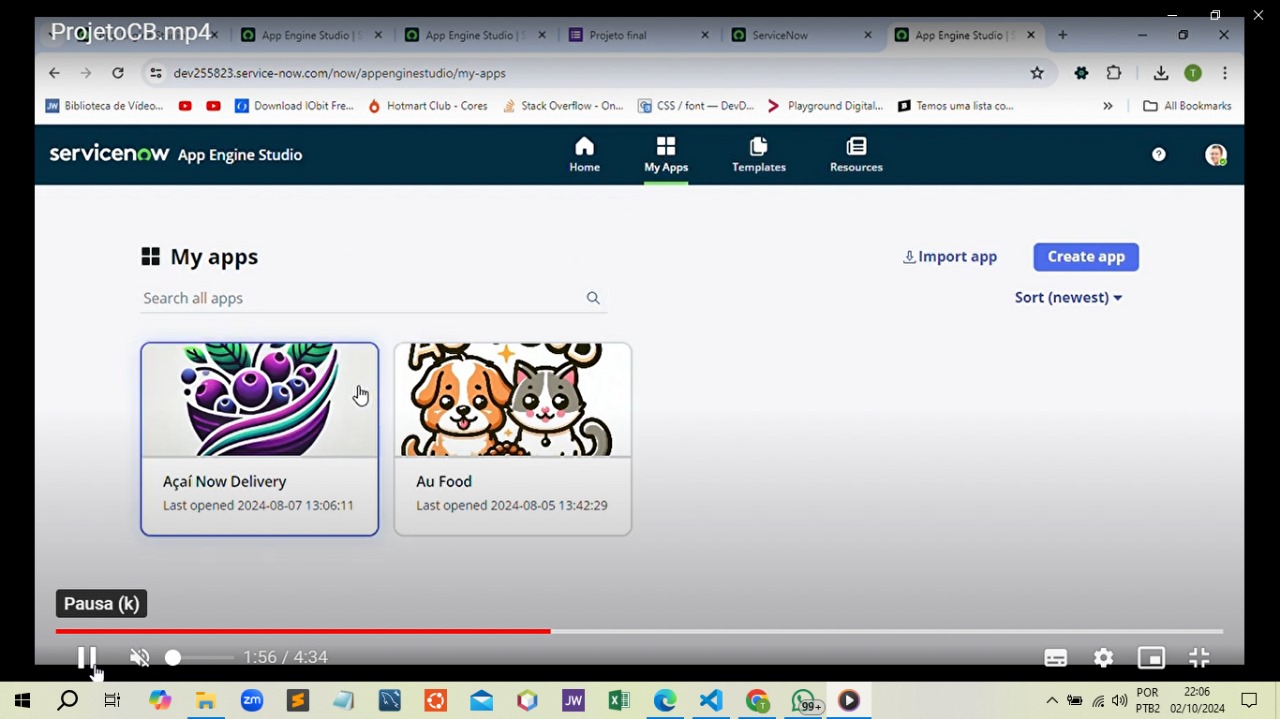 ProjetoCB.mp4
App Engine Studio | S
App Engine Studio | S
Projeto final
ServiceNow
App Engine Studio | S
dev255823.service-now.com/now/appenginestudio/my-apps
Biblioteca de Vídeo...
Download IObit Fre...
Hotmart Club - Cores
Stack Overflow - On...
CSS / font — DevD...
Playground Digital...
Temos uma lista co...
»
All Bookmarks
servicenow App Engine Studio
Home
My Apps
Templates
Resources
My apps
Import app
Create app
Search all apps
Sort (newest)
Açaí Now Delivery
Last opened 2024-08-07 13:06:11
Au Food
Last opened 2024-08-05 13:42:29
Pausa (k)
1:56 / 4:34
zm
JW
99+
POR
PTB2
22:06
02/10/2024